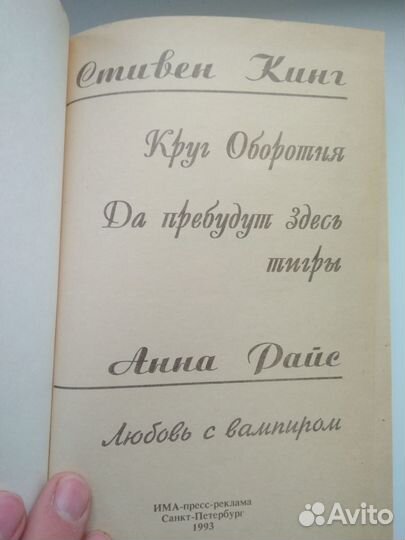 Стивен Кинг
Круг Оборотня
Да пребудут здесь
тигры
Анна Райс
Любовь с вампиром
ИМА-пресс-реклама
Санкт-Петербург
1993
Avito